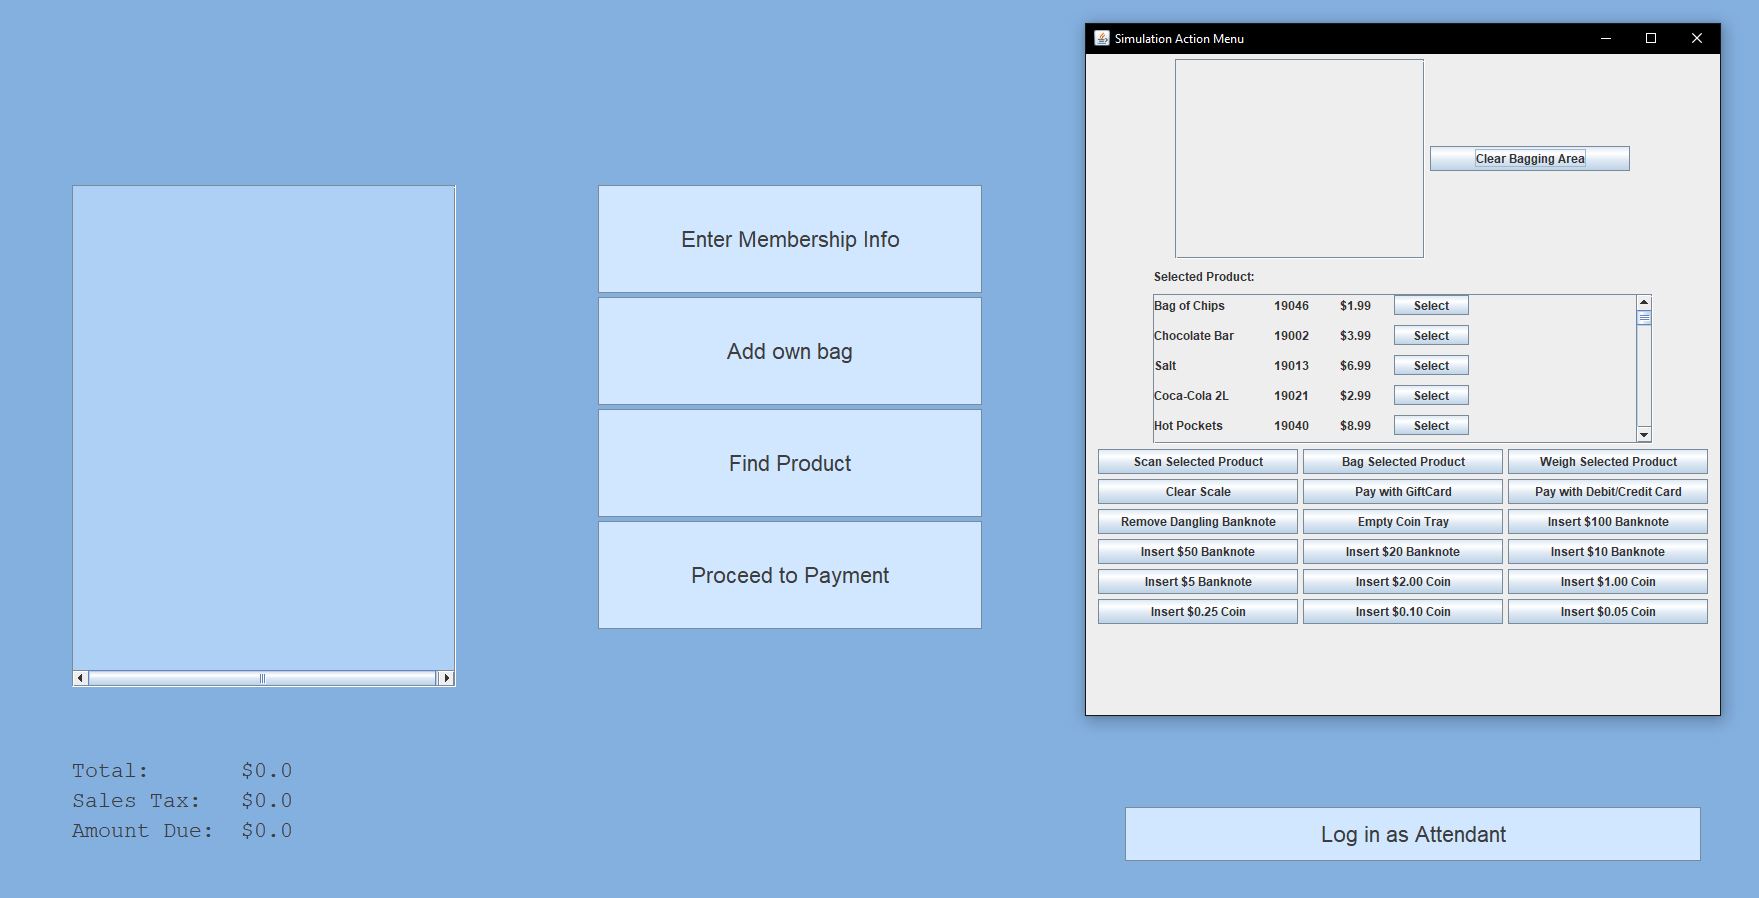 Simulation Action Menu
Clear Bagging Area
Selected Product:
Bag of Chips 19046 $1.99 Select
Chocolate Bar 19002 $3.99 Select
Salt 19013 $6.99 Select
Coca-Cola 2L 19021 $2.99 Select
Hot Pockets 19040 $8.99 Select
Scan Selected Product Bag Selected Product Weigh Selected Product
Clear Scale Pay with GiftCard Pay with Debit/Credit Card
Remove Dangling Banknote Empty Coin Tray Insert $100 Banknote
Insert $50 Banknote Insert $20 Banknote Insert $10 Banknote
Insert $5 Banknote Insert $2.00 Coin Insert $1.00 Coin
Insert $0.25 Coin Insert $0.10 Coin Insert $0.05 Coin
Enter Membership Info
Add own bag
Find Product
Proceed to Payment
Total: $0.0
Sales Tax: $0.0
Amount Due: $0.0
Log in as Attendant